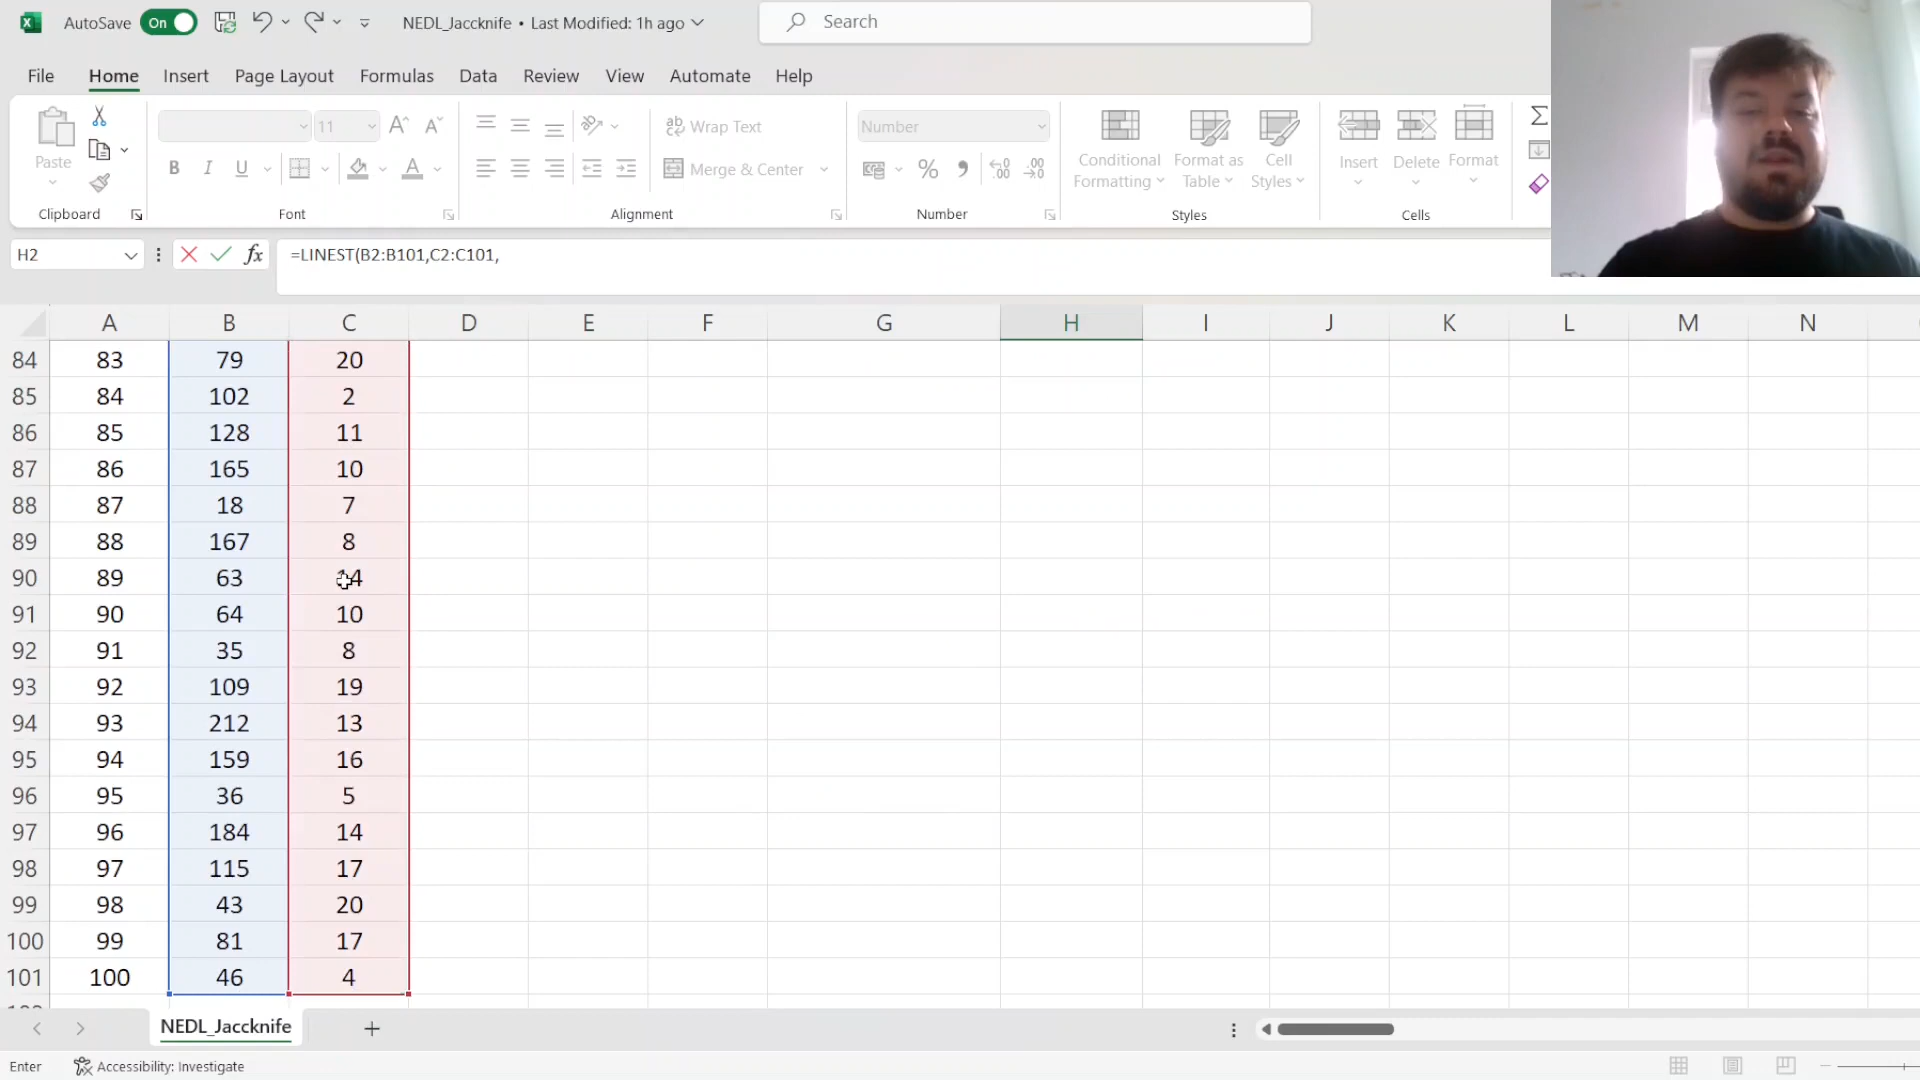 AutoSave On NEDL_Jaccknife • Last Modified: 1h ago Search
File Home Insert Page Layout Formulas Data Review View Automate Help
Paste 11 Wrap Text Number Conditional Formatting Format as Table Cell Styles Insert Delete Format
B I U Merge & Center % Σ
Clipboard Font Alignment Number Styles Cells
H2 fx =LINEST(B2:B101,C2:C101,
A B C D E F G H I J K L M N
84 83 79 20
85 84 102 2
86 85 128 11
87 86 165 10
88 87 18 7
89 88 167 8
90 89 63 14
91 90 64 10
92 91 35 8
93 92 109 19
94 93 212 13
95 94 159 16
96 95 36 5
97 96 184 14
98 97 115 17
99 98 43 20
100 99 81 17
101 100 46 4
NEDL_Jaccknife
Enter Accessibility: Investigate